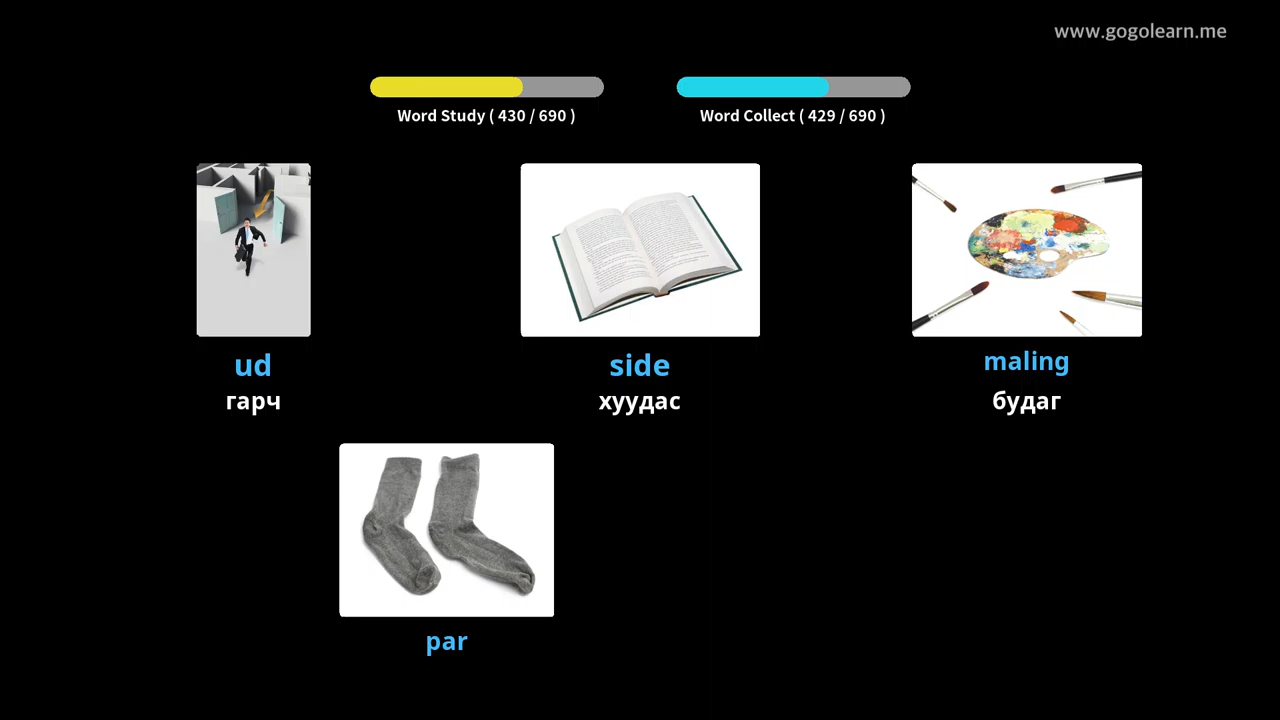 www.gogolearn.me
Word Study ( 430 / 690 )
Word Collect ( 429 / 690 )
ud
гарч
side
хуудас
maling
будаг
par